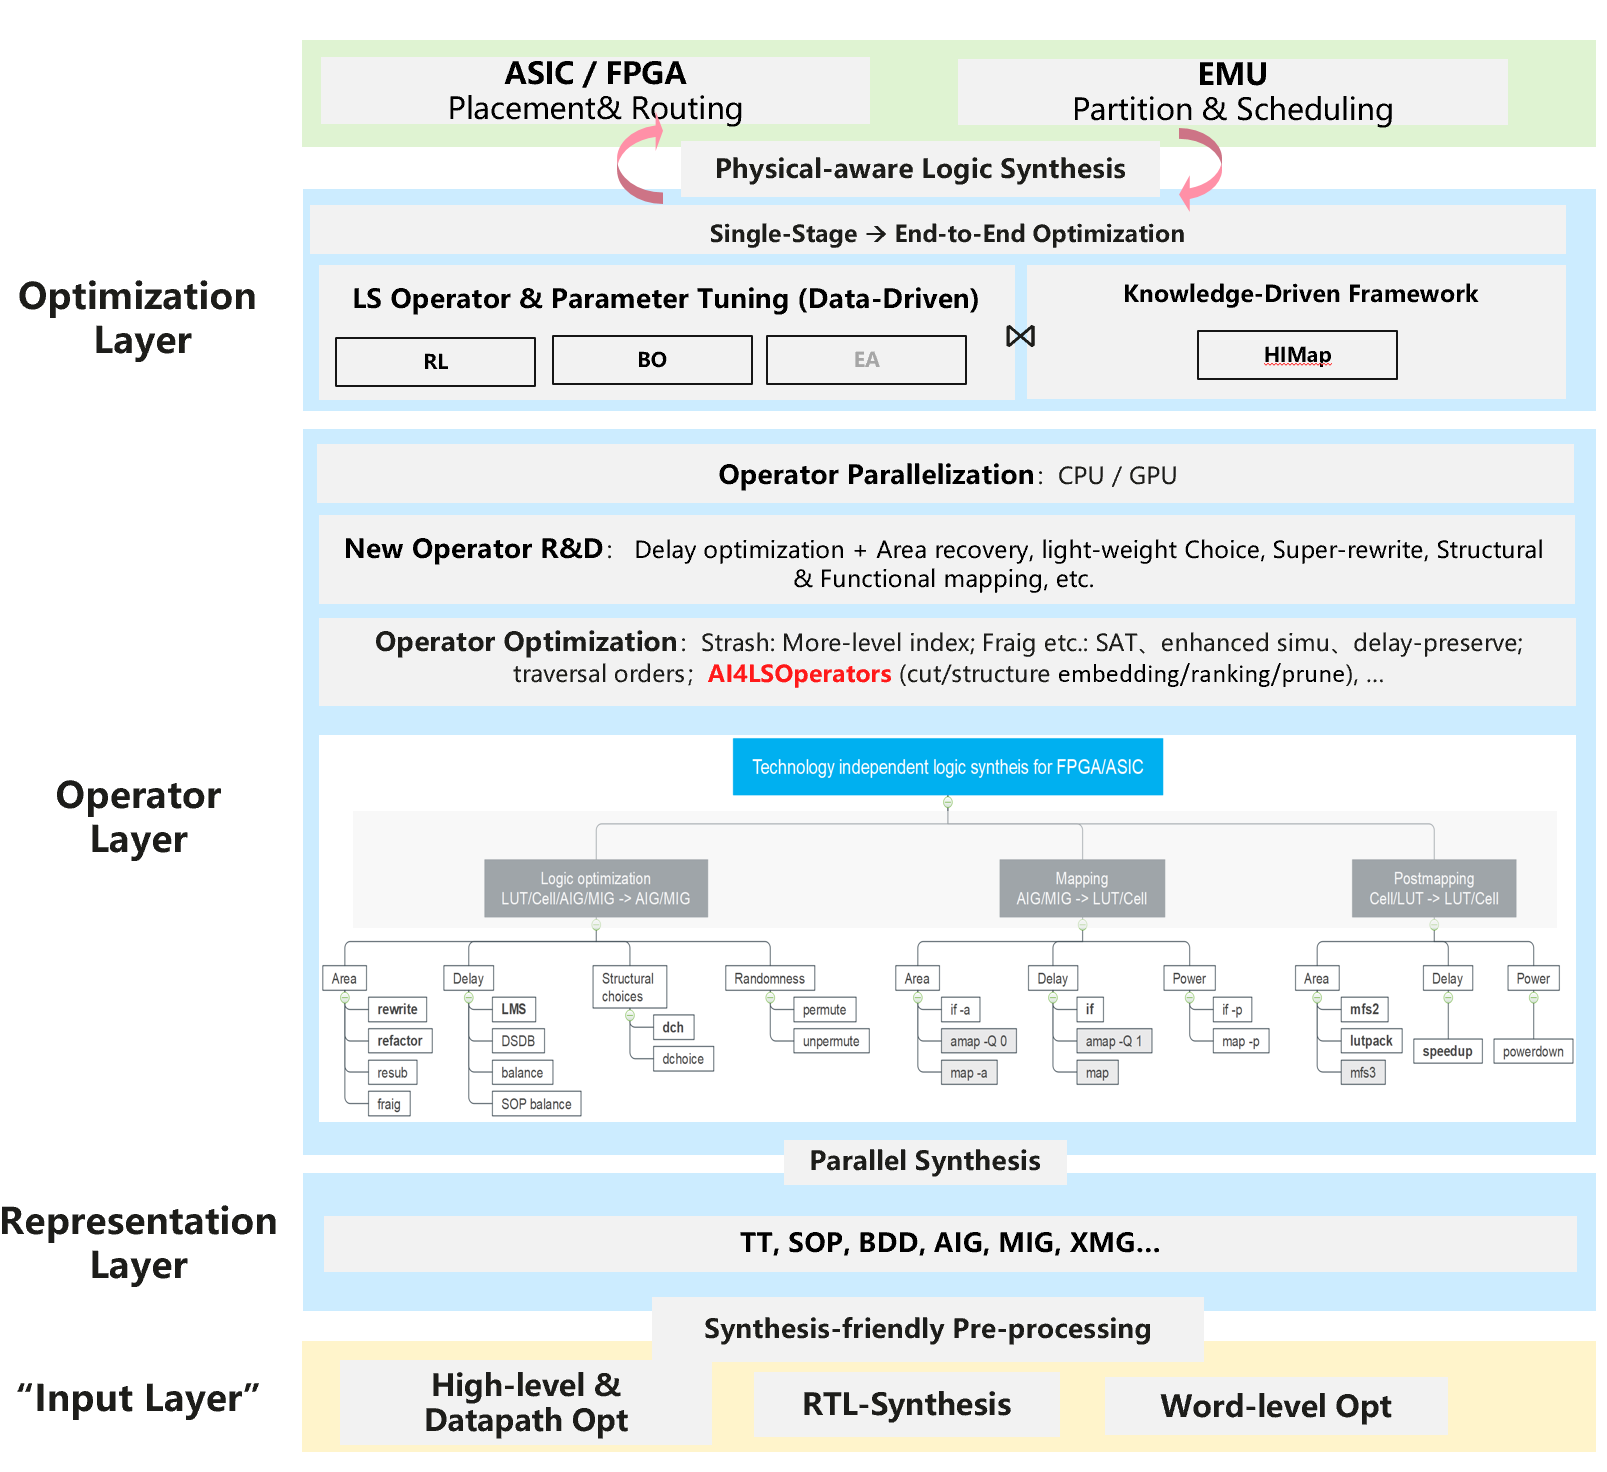 ASIC / FPGA
Placement& Routing
EMU
Partition & Scheduling
Physical-aware Logic Synthesis
Optimization
Layer
Single-Stage → End-to-End Optimization
LS Operator & Parameter Tuning (Data-Driven)
RL
BO
EA
⋈
Knowledge-Driven Framework
HIMap
Operator
Layer
Operator Parallelization： CPU / GPU
New Operator R&D： Delay optimization + Area recovery, light-weight Choice, Super-rewrite, Structural
& Functional mapping, etc.
Operator Optimization： Strash: More-level index; Fraig etc.: SAT、enhanced simu、delay-preserve;
traversal orders； AI4LSOperators (cut/structure embedding/ranking/prune), ...
Technology independent logic syntheis for FPGA/ASIC
Logic optimization
LUT/Cell/AIG/MIG -> AIG/MIG
Area
rewrite
refactor
resub
fraig
Delay
LMS
DSDB
balance
SOP balance
Structural
choices
dch
dchoice
Randomness
permute
unpermute
Mapping
AIG/MIG -> LUT/Cell
Area
if -a
amap -Q 0
map -a
Delay
if
amap -Q 1
map
Power
if -p
map -p
Postmapping
Cell/LUT -> LUT/Cell
Area
mfs2
lutpack
mfs3
Delay
speedup
Power
powerdown
Parallel Synthesis
Representation
Layer
TT, SOP, BDD, AIG, MIG, XMG...
Synthesis-friendly Pre-processing
“Input Layer”
High-level &
Datapath Opt
RTL-Synthesis
Word-level Opt